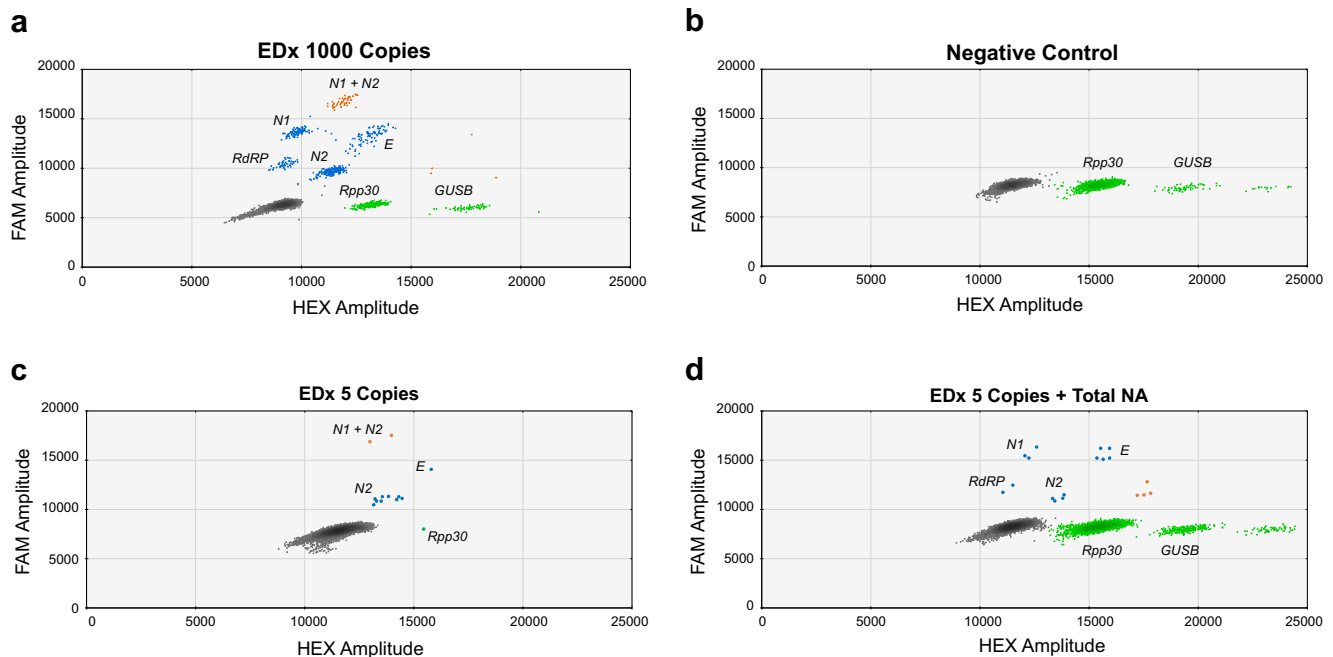 a
EDx 1000 Copies
20000
15000
10000
5000
0
FAM Amplitude
N1 + N2
N1
E
RdRP
N2
Rpp30
GUSB
0
5000
10000
15000
20000
25000
HEX Amplitude
b
Negative Control
20000
15000
10000
5000
0
FAM Amplitude
Rpp30
GUSB
0
5000
10000
15000
20000
25000
HEX Amplitude
c
EDx 5 Copies
20000
15000
10000
5000
0
FAM Amplitude
N1 + N2
E
N2
Rpp30
0
5000
10000
15000
20000
25000
HEX Amplitude
d
EDx 5 Copies + Total NA
20000
15000
10000
5000
0
FAM Amplitude
N1
E
RdRP
N2
Rpp30
GUSB
0
5000
10000
15000
20000
25000
HEX Amplitude